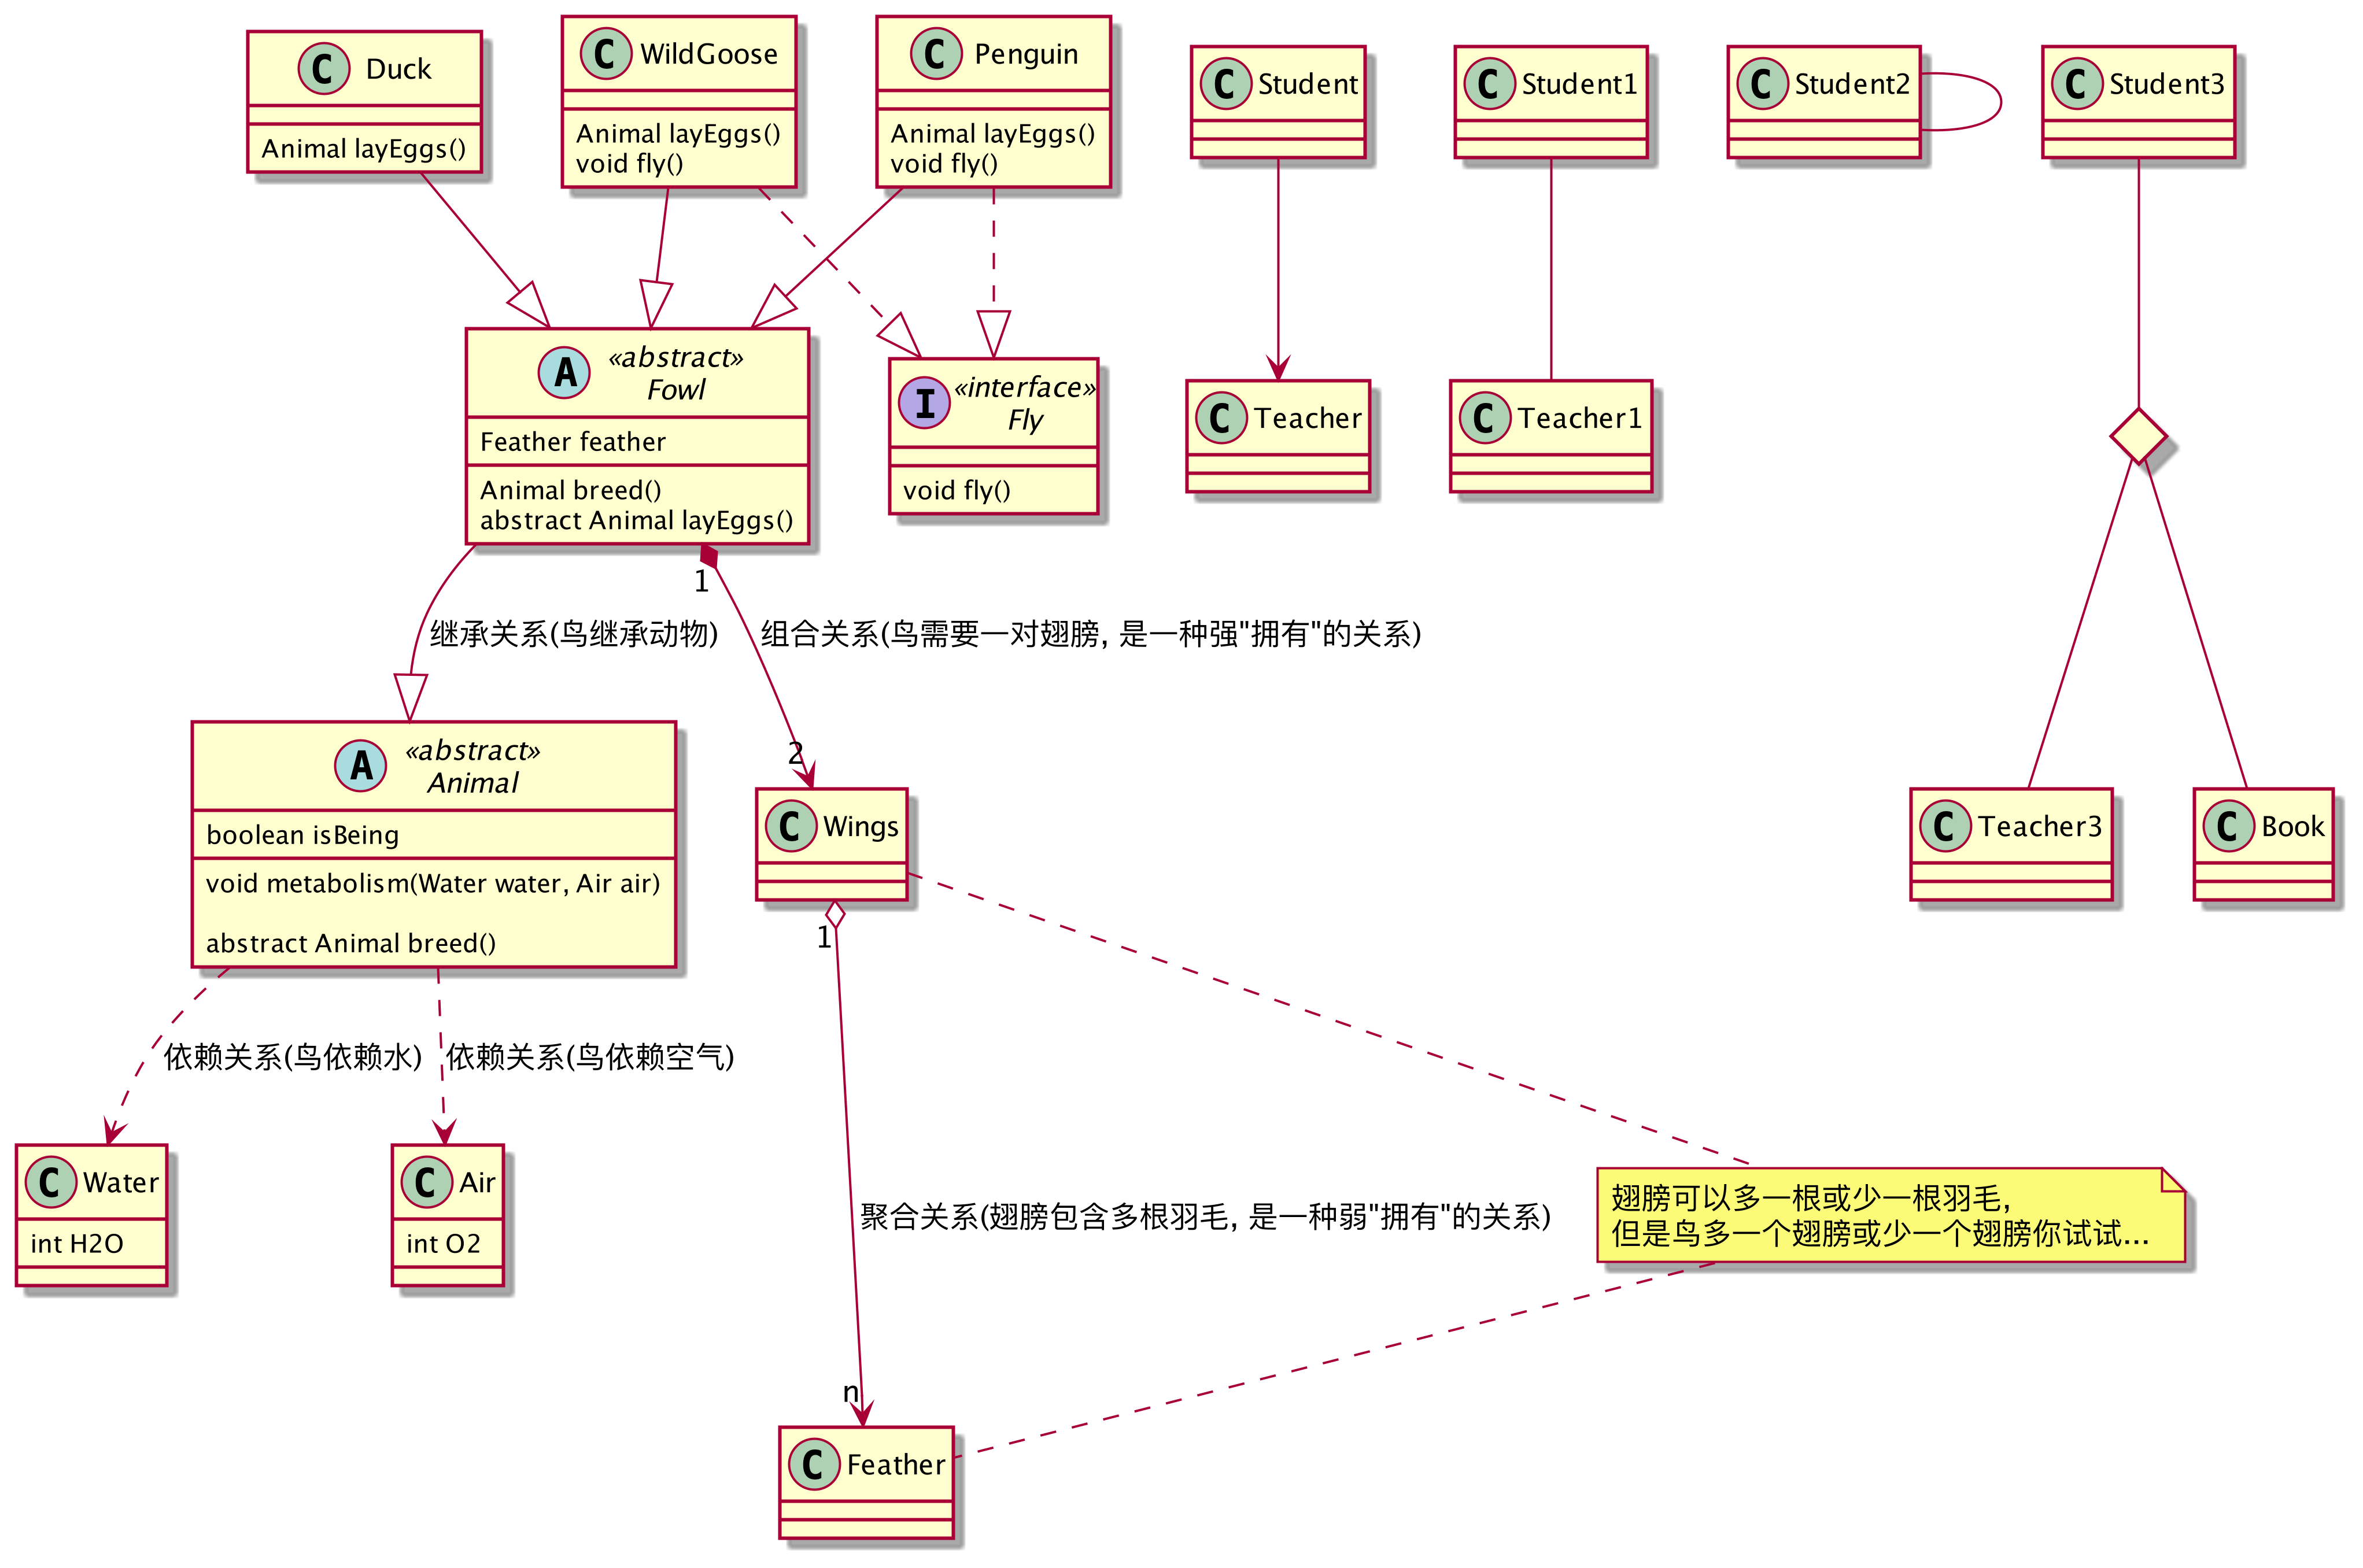 C Duck
Animal layEggs()
C WildGoose
Animal layEggs()
void fly()
C Penguin
Animal layEggs()
void fly()
C Student
C Student1
C Student2
C Student3
A «abstract»
Fowl
Feather feather
Animal breed()
abstract Animal layEggs()
I «interface»
Fly
void fly()
C Teacher
C Teacher1
1
继承关系(鸟继承动物)
组合关系(鸟需要一对翅膀, 是一种强"拥有"的关系)
2
A «abstract»
Animal
boolean isBeing
void metabolism(Water water, Air air)
abstract Animal breed()
C Wings
C Teacher3
C Book
1
依赖关系(鸟依赖水)
依赖关系(鸟依赖空气)
C Water
int H2O
C Air
int O2
聚合关系(翅膀包含多根羽毛, 是一种弱"拥有"的关系)
翅膀可以多一根或少一根羽毛,
但是鸟多一个翅膀或少一个翅膀你试试...
n
C Feather